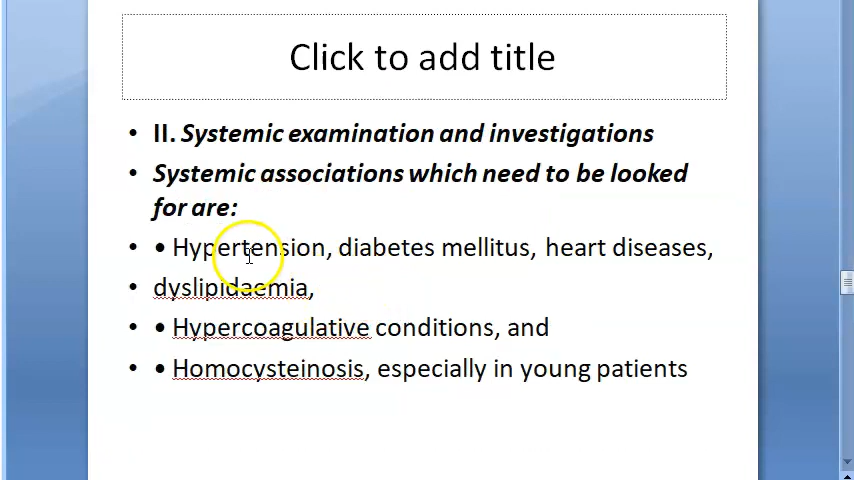 Click to add title
• II. Systemic examination and investigations
• Systemic associations which need to be looked
for are:
• • Hypertension, diabetes mellitus, heart diseases,
• dyslipidaemia,
• • Hypercoagulative conditions, and
• • Homocysteinosis, especially in young patients